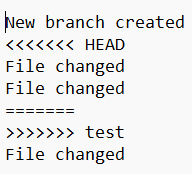 New branch created
<<<<<<< HEAD
File changed
File changed
=======
>>>>>>> test
File changed